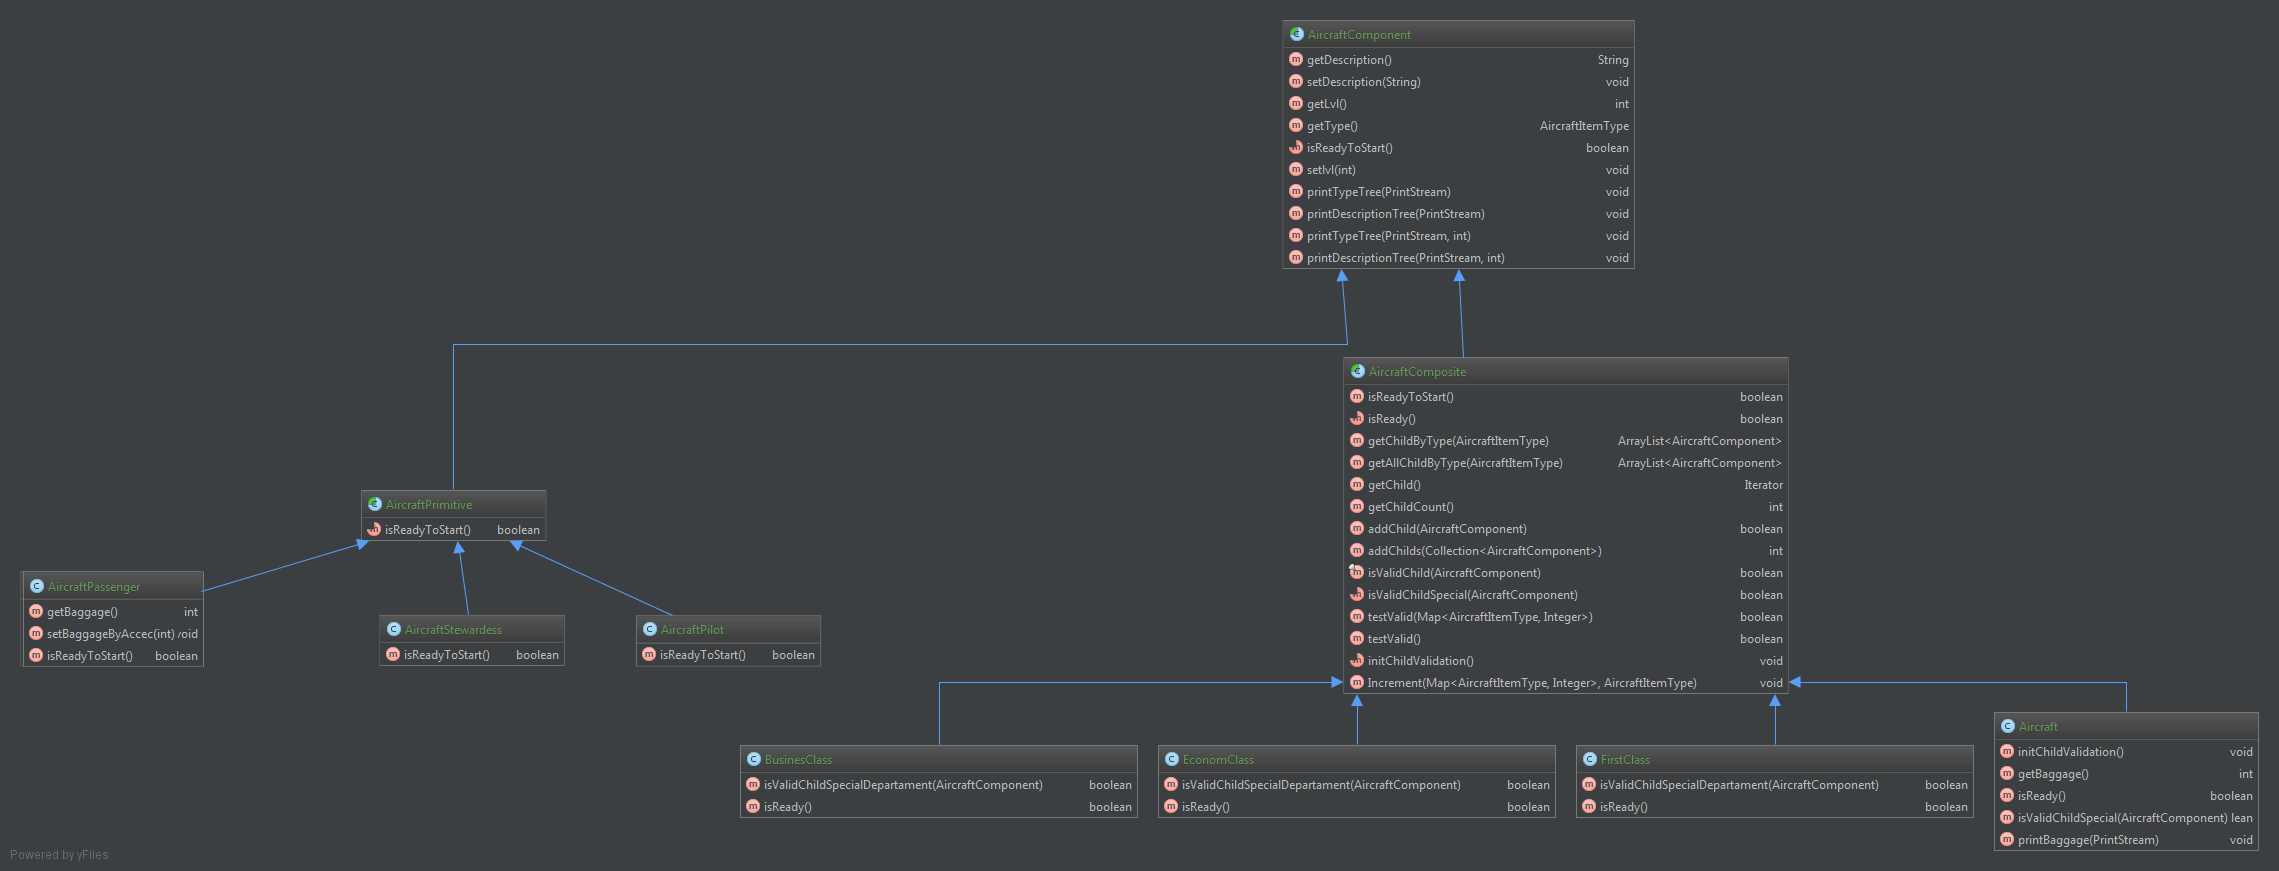 AircraftComponent
getDescription() String
setDescription(String) void
getLvl() int
getType() AircraftItemType
isReadyToStart() boolean
setlvl(int) void
printTypeTree(PrintStream) void
printDescriptionTree(PrintStream) void
printTypeTree(PrintStream, int) void
printDescriptionTree(PrintStream, int) void
AircraftComposite
isReadyToStart() boolean
isReady() boolean
getChildByType(AircraftItemType) ArrayList<AircraftComponent>
getAllChildByType(AircraftItemType) ArrayList<AircraftComponent>
getChild() Iterator
getChildCount() int
addChild(AircraftComponent) boolean
addChilds(Collection<AircraftComponent>) int
isValidChild(AircraftComponent) boolean
isValidChildSpecial(AircraftComponent) boolean
testValid(Map<AircraftItemType, Integer>) boolean
testValid() boolean
initChildValidation() void
Increment(Map<AircraftItemType, Integer>, AircraftItemType) void
AircraftPrimitive
isReadyToStart() boolean
AircraftPassenger
getBaggage() int
setBaggageByAccec(int) void
isReadyToStart() boolean
AircraftStewardess
isReadyToStart() boolean
AircraftPilot
isReadyToStart() boolean
BusinesClass
isValidChildSpecialDepartament(AircraftComponent) boolean
isReady() boolean
EconomClass
isValidChildSpecialDepartament(AircraftComponent) boolean
isReady() boolean
FirstClass
isValidChildSpecialDepartament(AircraftComponent) boolean
isReady() boolean
Aircraft
initChildValidation() void
getBaggage() int
isReady() boolean
isValidChildSpecial(AircraftComponent) lean
printBaggage(PrintStream) void
Powered by yFiles